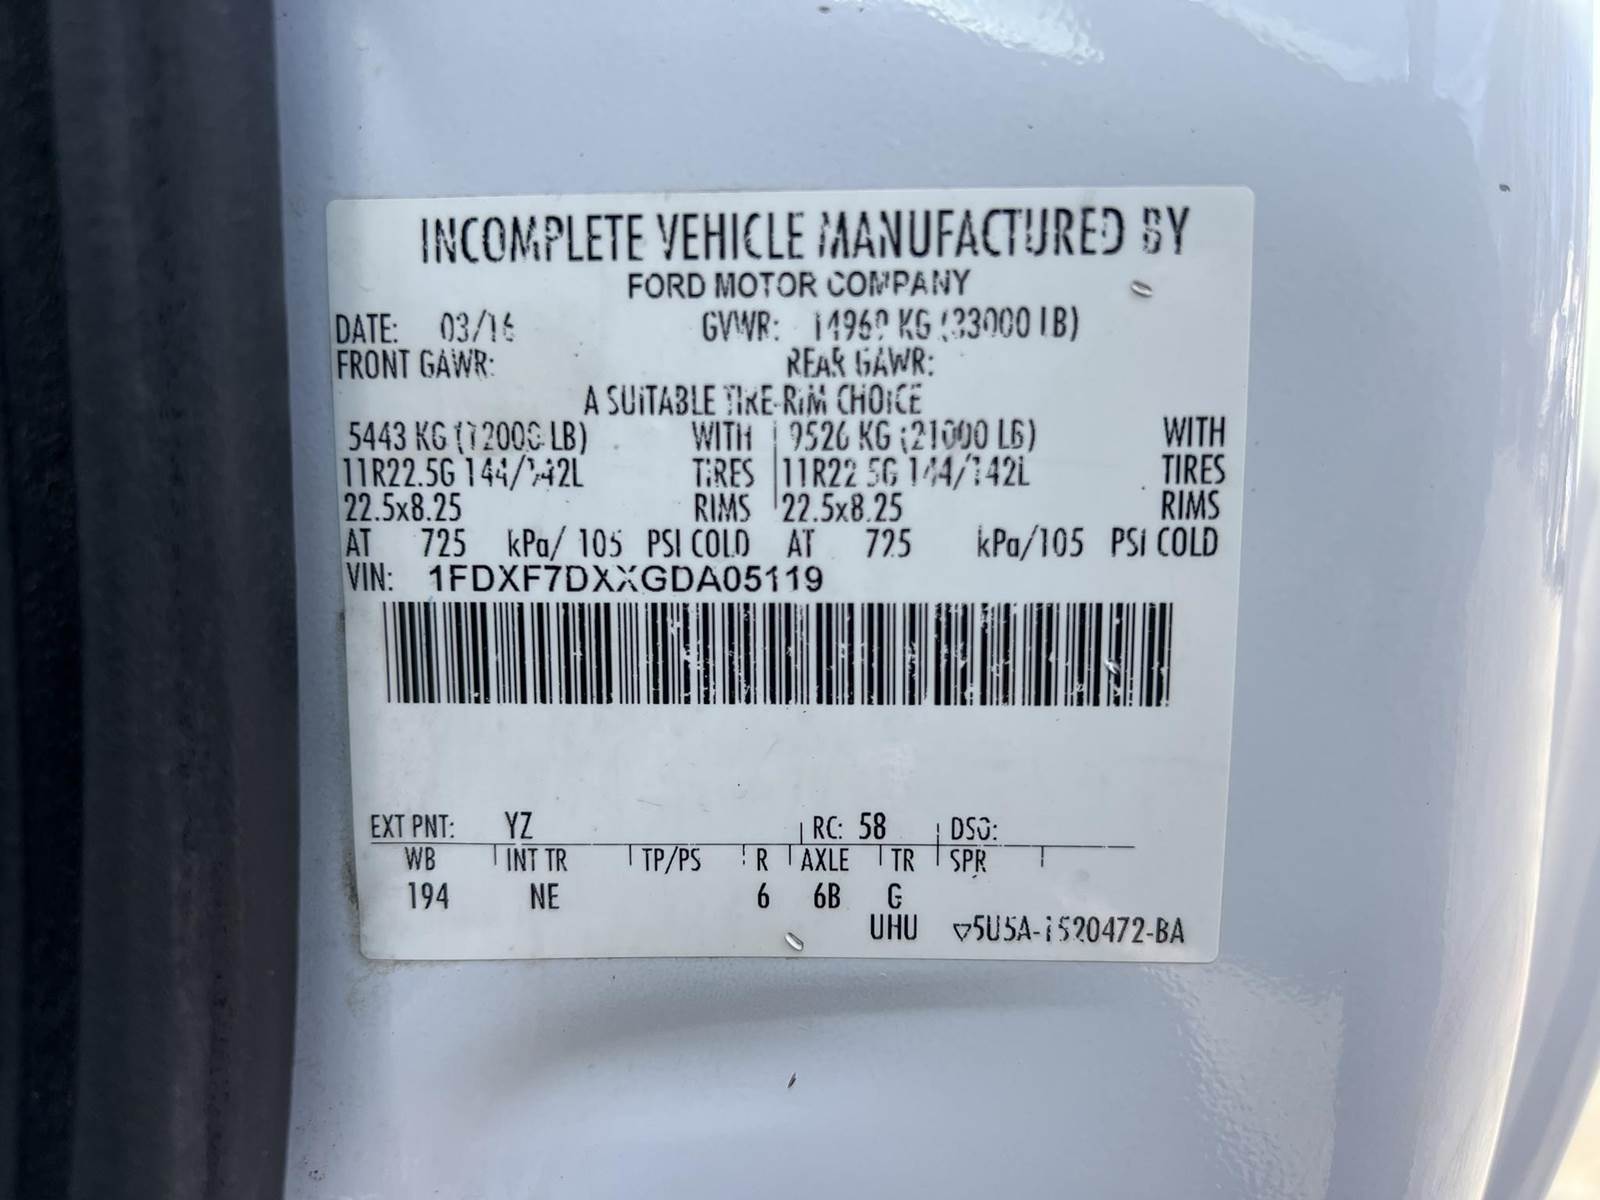 INCOMPLETE VEHICLE MANUFACTURED BY
FORD MOTOR COMPANY
DATE: 03/16 GVWR: 14969 KG (33000 LB)
FRONT GAWR: REAR GAWR:
A SUITABLE TIRE-RIM CHOICE
5443 KG (12000 LB) WITH 9526 KG (21000 LB) WITH
11R22.5G 144/142L TIRES 11R22.5G 144/142L TIRES
22.5x8.25 RIMS 22.5x8.25 RIMS
AT 725 kPa/ 105 PSI COLD AT 725 kPa/105 PSI COLD
VIN: 1FDXF7DXXGDA05119
EXT PNT: YZ RC: 58 DSO:
WB INT TR TP/PS R AXLE TR SPR
194 NE 6 6B G
UHU ▽5U5A-1520472-BA